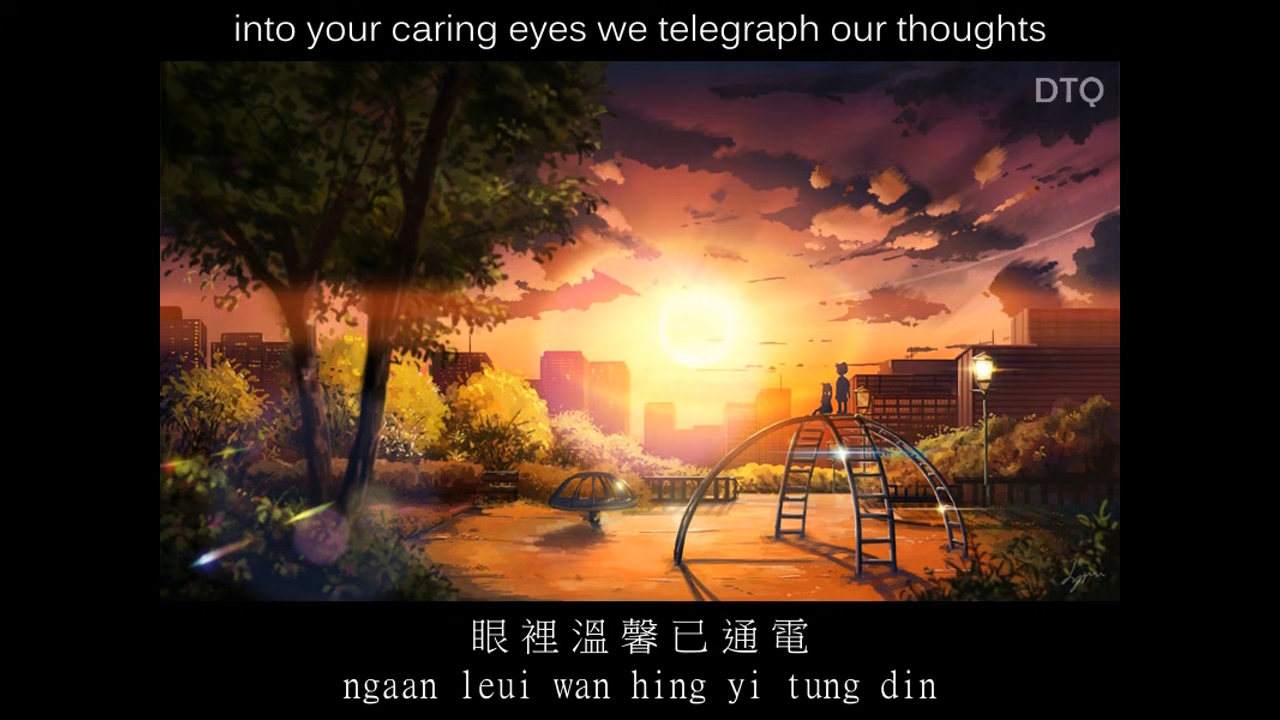 into your caring eyes we telegraph our thoughts
DTQ
眼裡溫馨已通電
ngaan leui wan hing yi tung din